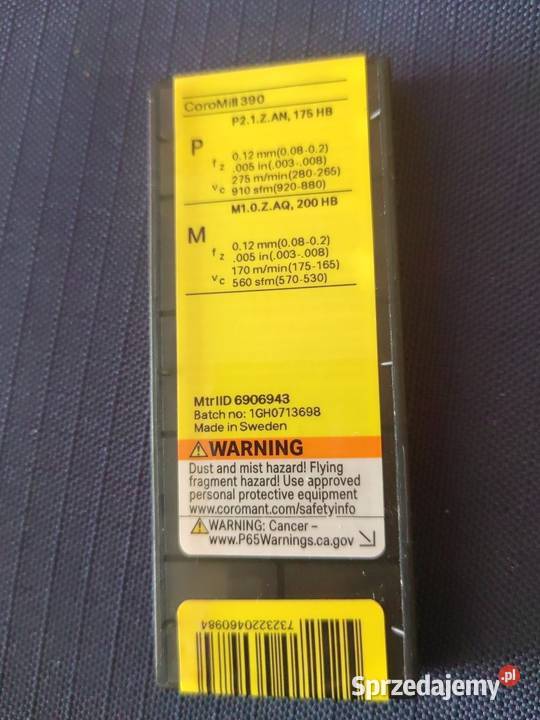 CoroMill 390
P2.1.Z.AN, 175 HB
P
fz 0.12 mm(0.08-0.2)
.005 in(.003-.008)
275 m/min(280-265)
vc 910 sfm(920-880)
M1.0.Z.AQ, 200 HB
M
fz 0.12 mm(0.08-0.2)
.005 in(.003-.008)
170 m/min(175-165)
vc 560 sfm(570-530)
MtrlID 6906943
Batch no: 1GH0713698
Made in Sweden
WARNING
Dust and mist hazard! Flying
fragment hazard! Use approved
personal protective equipment
www.coromant.com/safetyinfo
WARNING: Cancer –
www.P65Warnings.ca.gov
7323220460984
Sprzedajemy.pl